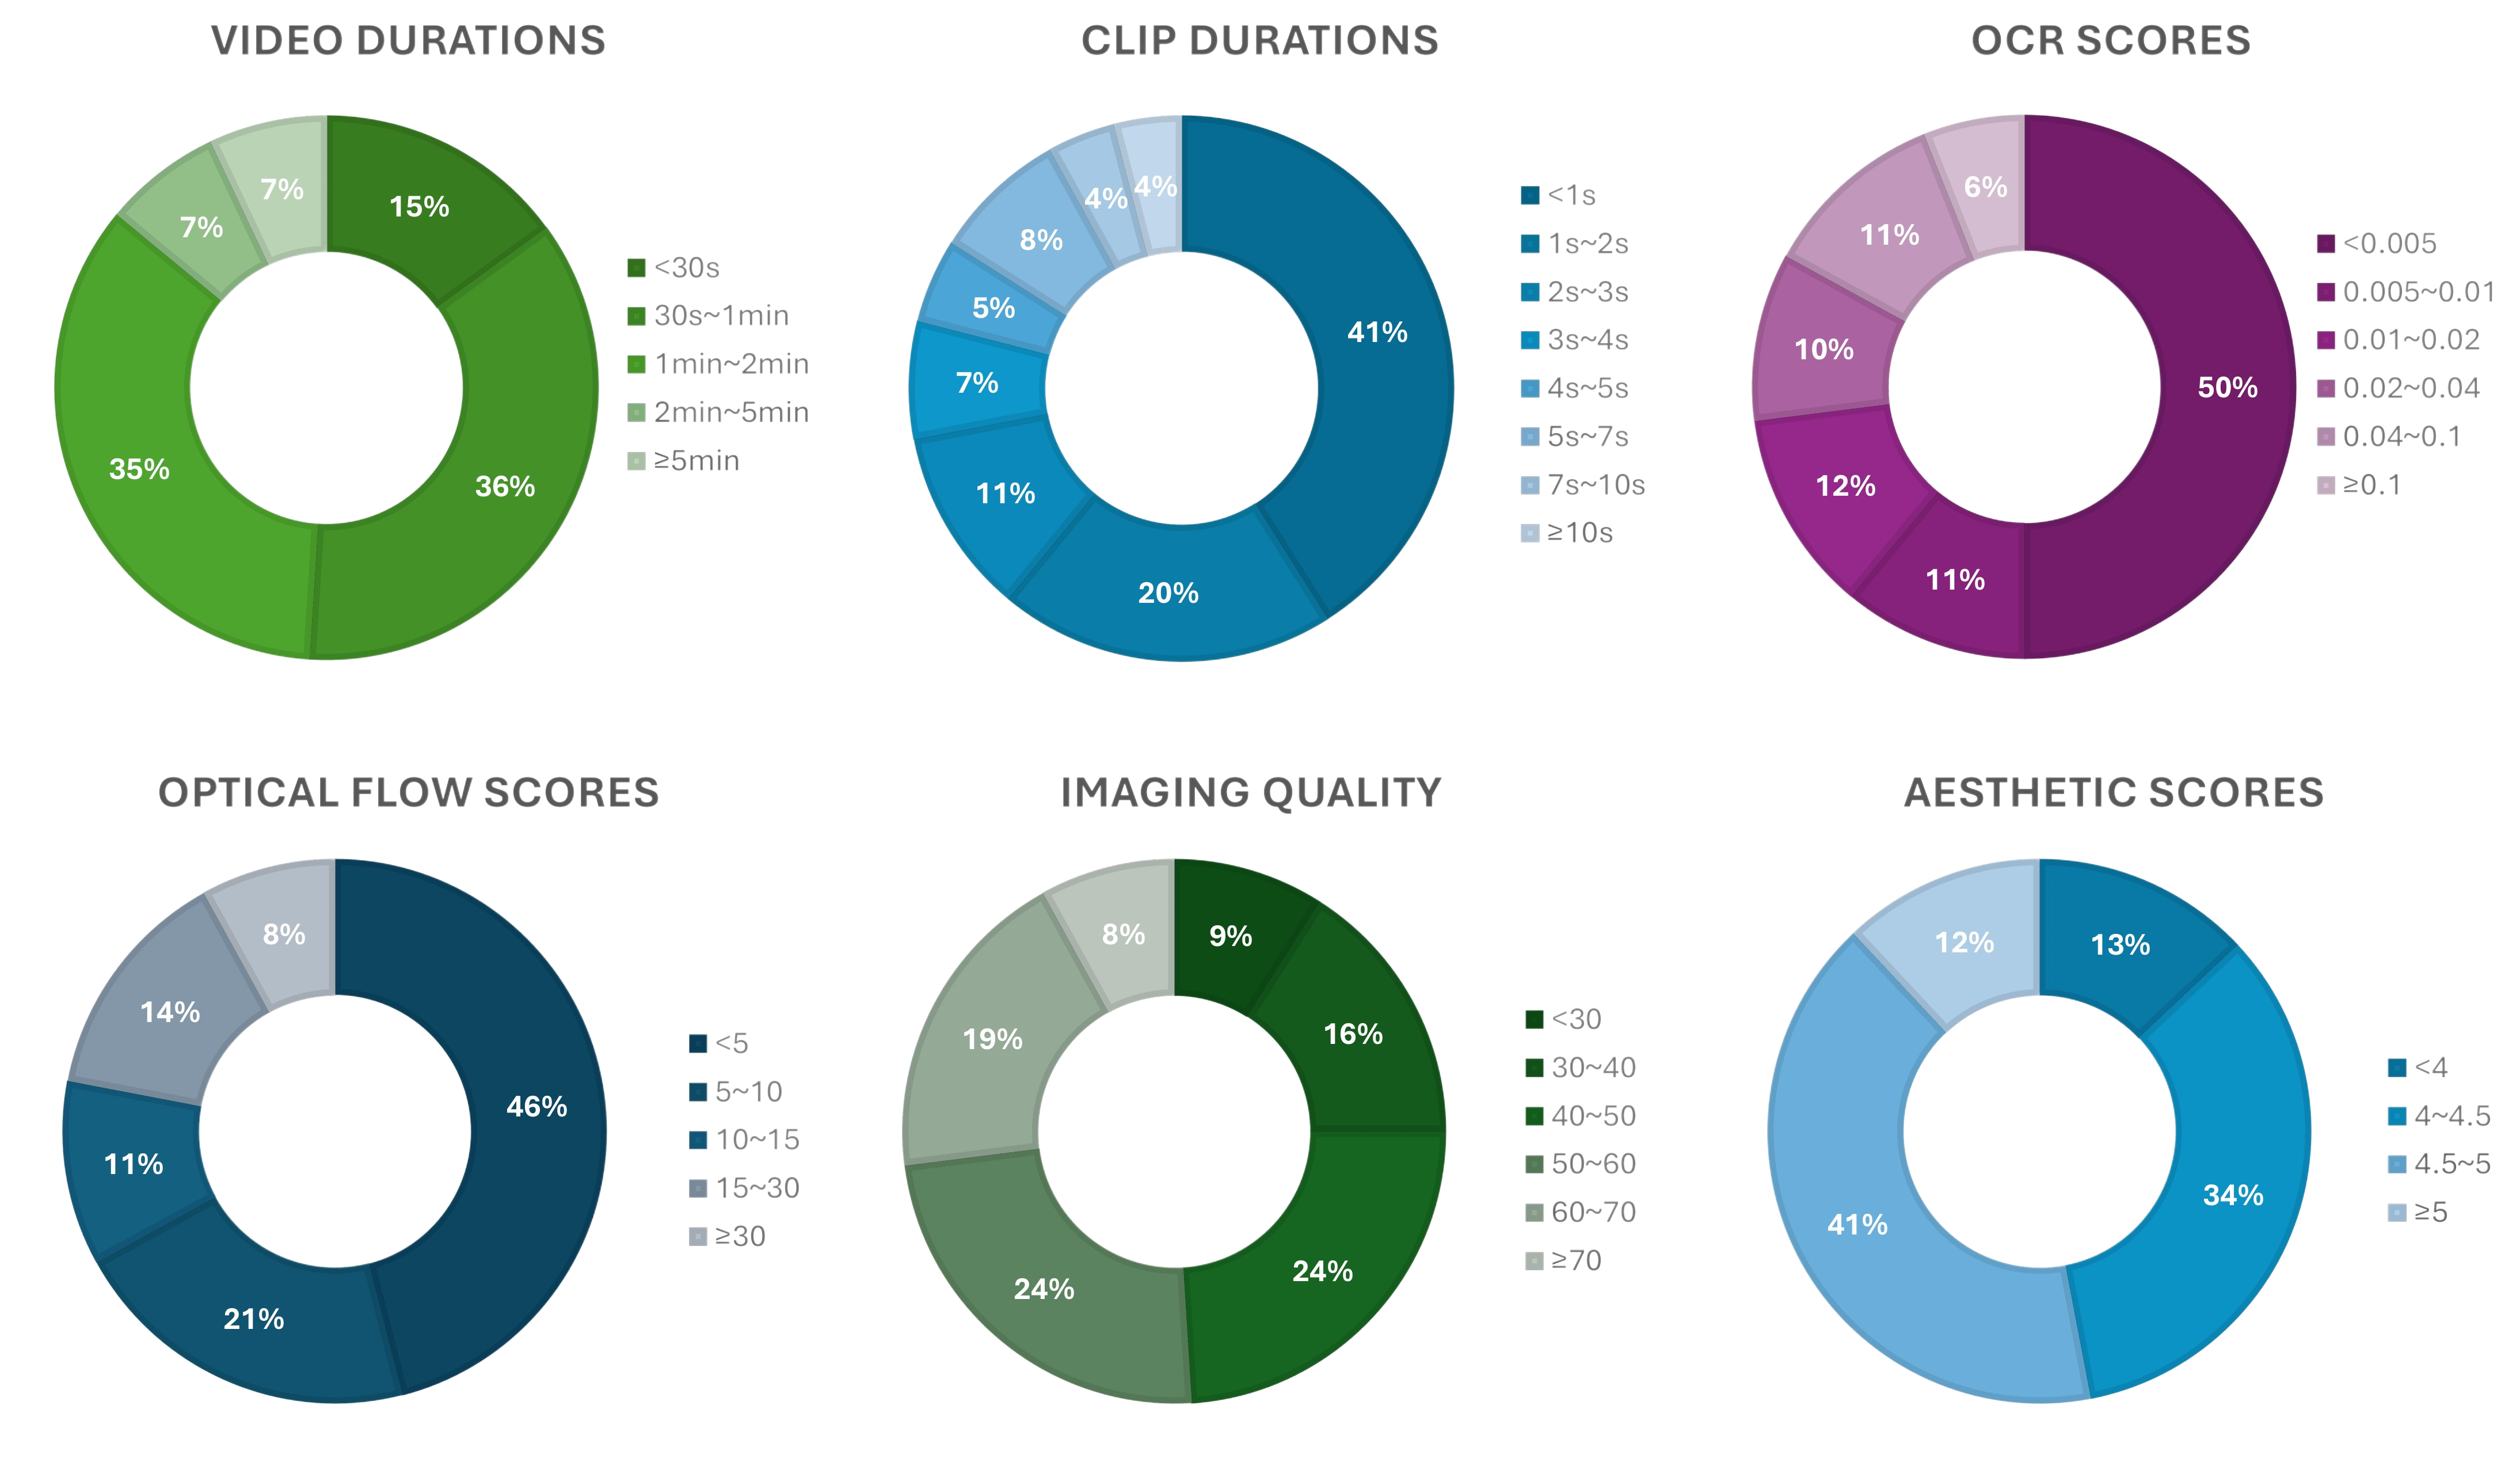 VIDEO DURATIONS
15%
36%
35%
7%
7%
<30s
30s~1min
1min~2min
2min~5min
≥5min
CLIP DURATIONS
41%
20%
11%
7%
5%
8%
4%
4%
<1s
1s~2s
2s~3s
3s~4s
4s~5s
5s~7s
7s~10s
≥10s
OCR SCORES
50%
11%
12%
10%
11%
6%
<0.005
0.005~0.01
0.01~0.02
0.02~0.04
0.04~0.1
≥0.1
OPTICAL FLOW SCORES
46%
21%
11%
14%
8%
<5
5~10
10~15
15~30
≥30
IMAGING QUALITY
9%
16%
24%
24%
19%
8%
<30
30~40
40~50
50~60
60~70
≥70
AESTHETIC SCORES
13%
34%
41%
12%
<4
4~4.5
4.5~5
≥5